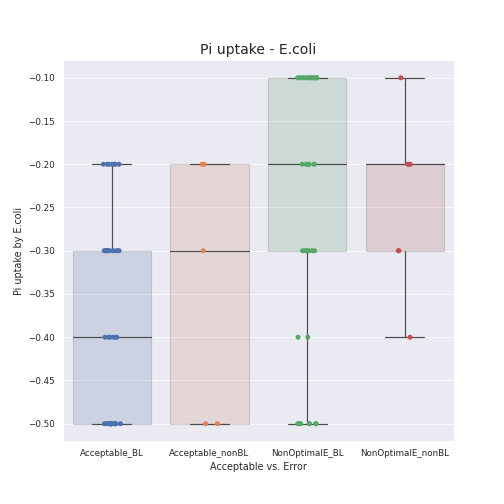 Pi uptake - E.coli
−0.10
−0.15
−0.20
−0.25
−0.30
−0.35
−0.40
−0.45
−0.50
Pi uptake by E.coli
Acceptable_BL
Acceptable_nonBL
NonOptimalE_BL
NonOptimalE_nonBL
Acceptable vs. Error